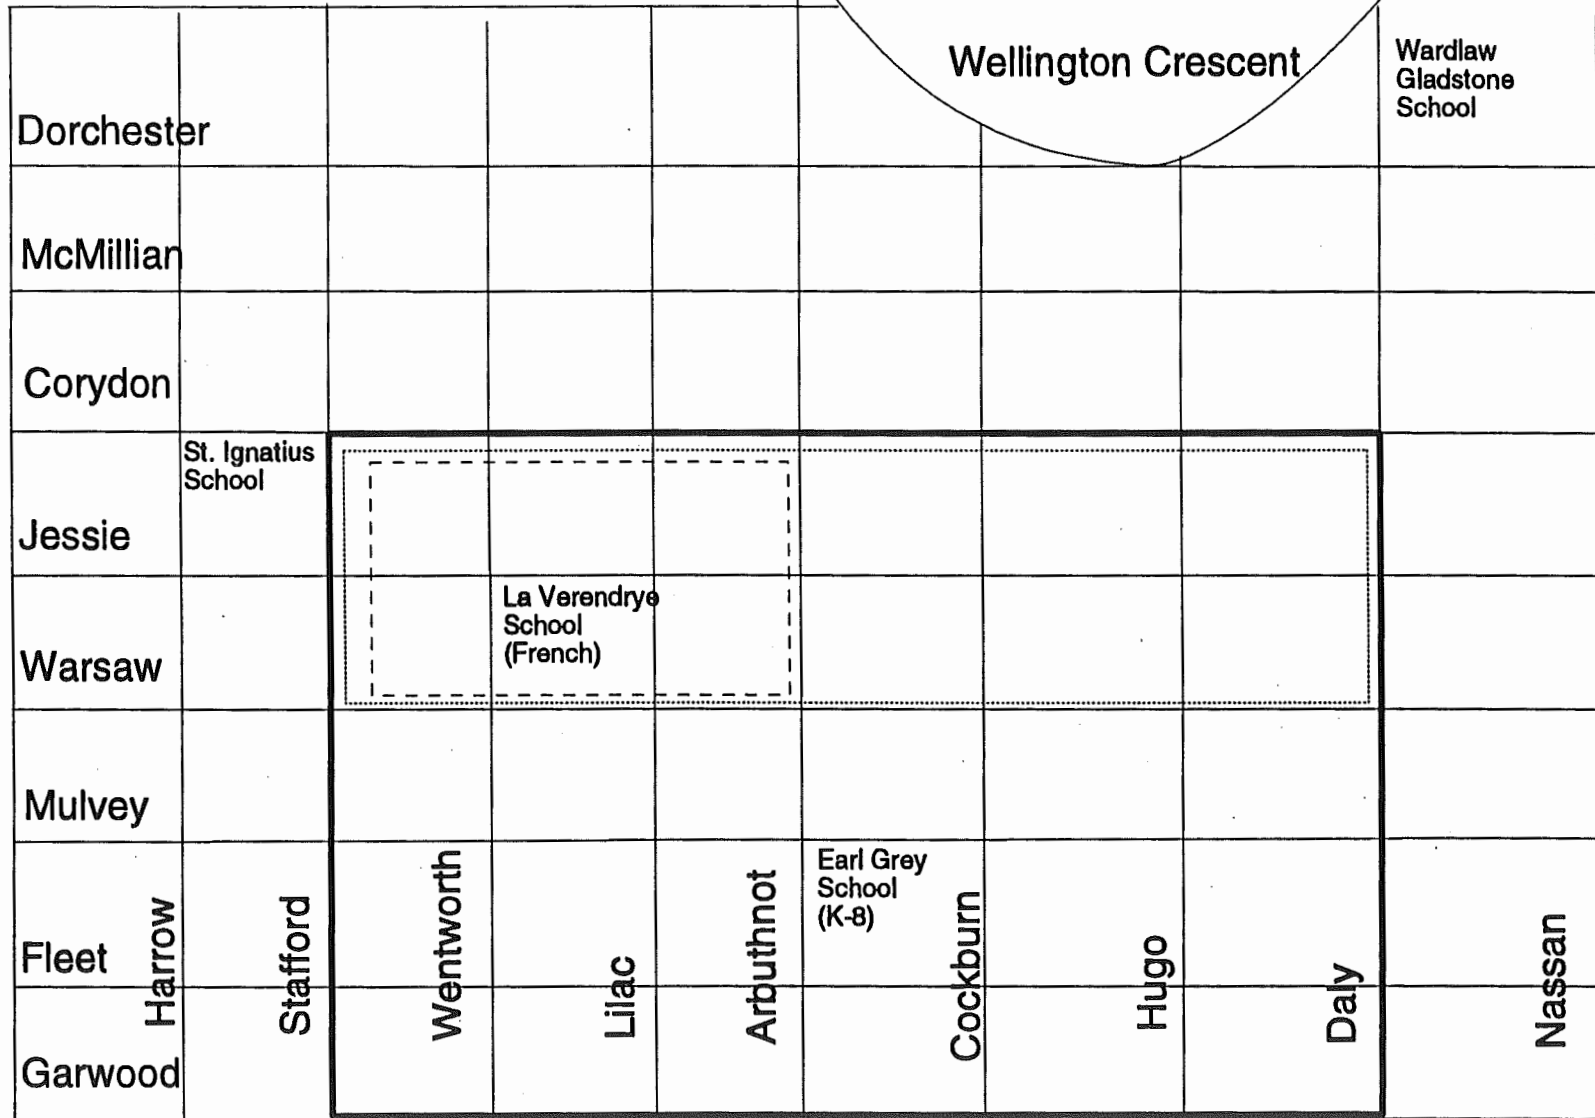 Wellington Crescent
Wardlaw
Gladstone
School
Dorchester
McMillian
Corydon
St. Ignatius
School
Jessie
La Verendrye
School
(French)
Warsaw
Mulvey
Earl Grey
School
(K-8)
Fleet
Harrow
Stafford
Wentworth
Lilac
Arbuthnot
Cockburn
Hugo
Daly
Nassan
Garwood